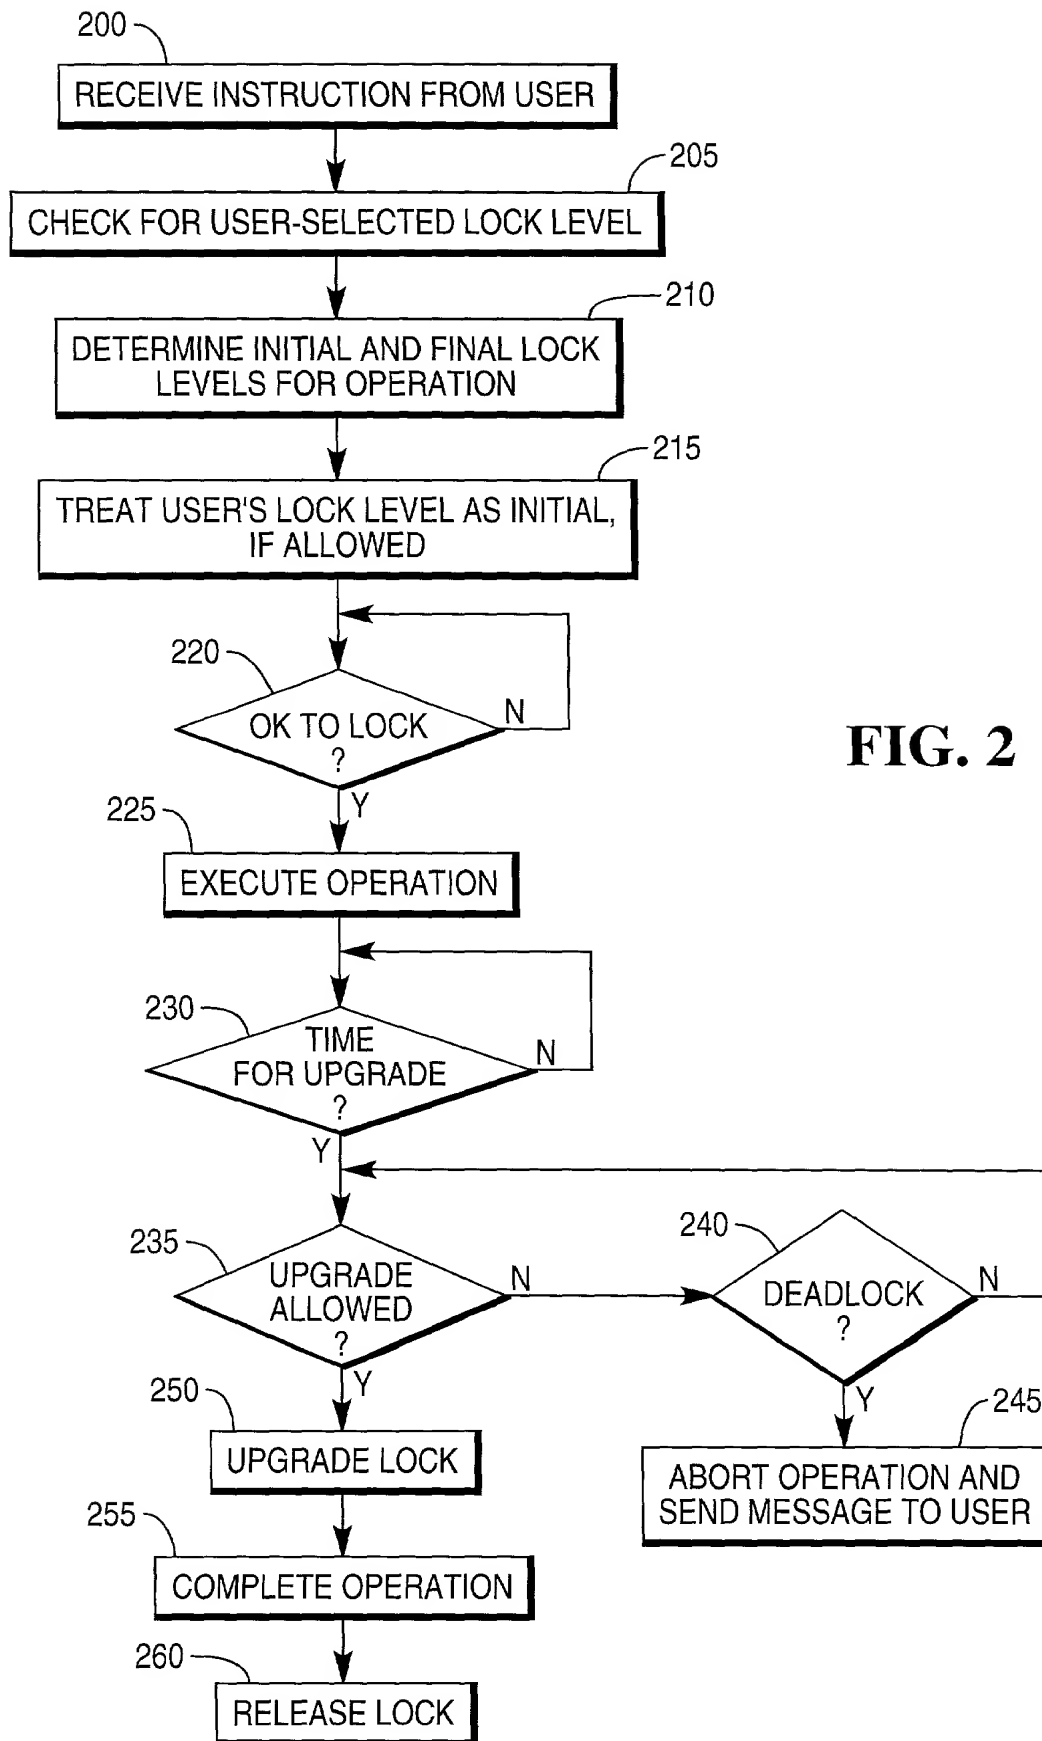 200
RECEIVE INSTRUCTION FROM USER
205
CHECK FOR USER-SELECTED LOCK LEVEL
210
DETERMINE INITIAL AND FINAL LOCK
LEVELS FOR OPERATION
215
TREAT USER'S LOCK LEVEL AS INITIAL,
IF ALLOWED
220
OK TO LOCK
?
N
Y
FIG. 2
225
EXECUTE OPERATION
230
TIME
FOR UPGRADE
?
N
Y
235
UPGRADE
ALLOWED
?
N
Y
240
DEADLOCK
?
N
Y
245
ABORT OPERATION AND
SEND MESSAGE TO USER
250
UPGRADE LOCK
255
COMPLETE OPERATION
260
RELEASE LOCK